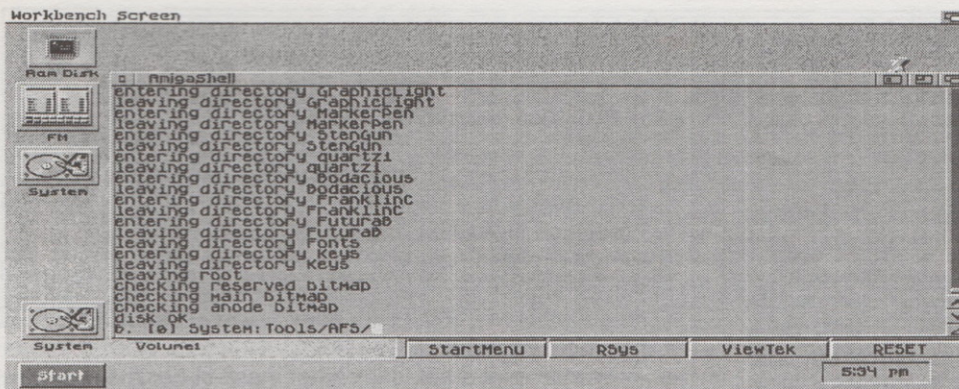 Workbench Screen
Ram Disk
AmigaShell
entering directory GraphicLight
leaving directory GraphicLight
entering directory MarkerPen
leaving directory MarkerPen
entering directory StenGun
leaving directory StenGun
entering directory quartzi
leaving directory quartzi
entering directory Bodacious
leaving directory Bodacious
entering directory FranklinC
leaving directory FranklinC
entering directory FuturaB
leaving directory FuturaB
leaving directory Fonts
entering directory Keys
leaving directory Keys
leaving root
checking reserved bitmap
checking main bitmap
checking anode bitmap
disk ok
6. [0] System:Tools/AFS/
FM
System
System
Volume1
StartMenu
RSys
ViewTek
RESET
Start
5:34 pm